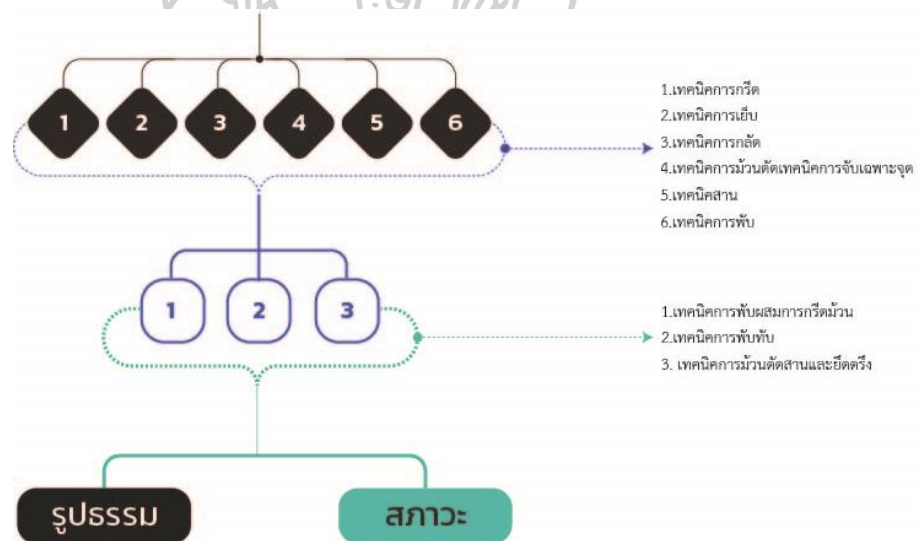 1 2 3 4 5 6
1.เทคนิคการกรีด
2.เทคนิคการเย็บ
3.เทคนิคการกลัด
4.เทคนิคการม้วนดัดเทคนิคการจับเฉพาะจุด
5.เทคนิคสาน
6.เทคนิคการพับ
1 2 3
1.เทคนิคการพับผสมการกรีดม้วน
2.เทคนิคการพับทับ
3. เทคนิคการม้วนดัดสานและยึดตรึง
รูปธรรม
สภาวะ